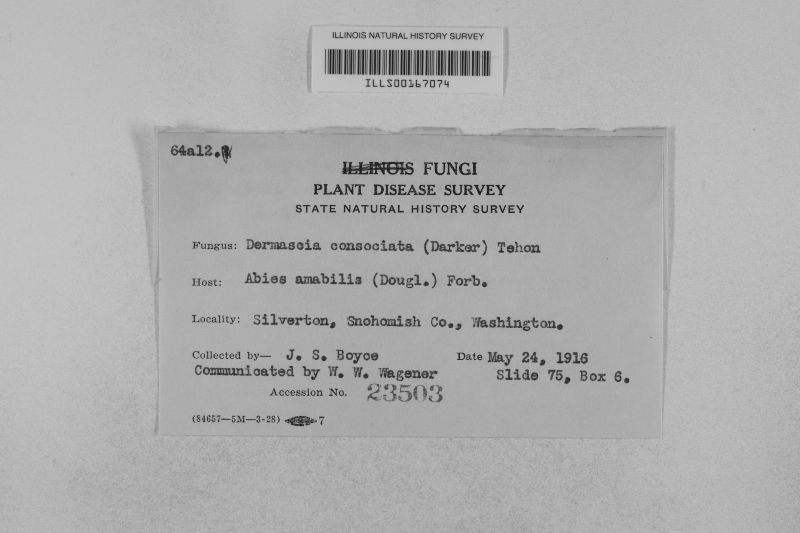 ILLINOIS NATURAL HISTORY SURVEY
ILLS00167074
64a12.
ILLINOIS FUNGI
PLANT DISEASE SURVEY
STATE NATURAL HISTORY SURVEY
Fungus: Dermascia consociata (Darker) Tehon
Host: Abies amabilis (Dougl.) Forb.
Locality: Silverton, Snohomish Co., Washington.
Collected by— J. S. Boyce Date May 24, 1916
Communicated by W. W. Wagener Slide 75, Box 6.
Accession No. 23503
(84657—5M—3-28) 7